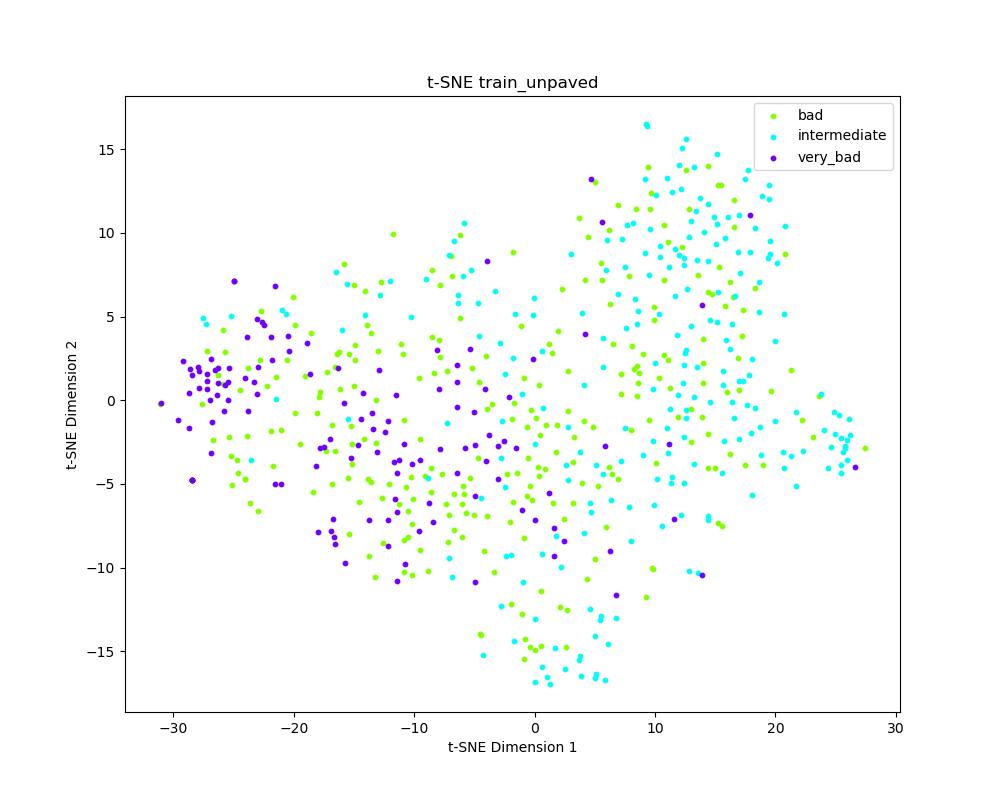 t-SNE train_unpaved
bad
intermediate
very_bad
15
10
5
0
−5
−10
−15
t-SNE Dimension 2
−30
−20
−10
0
10
20
30
t-SNE Dimension 1